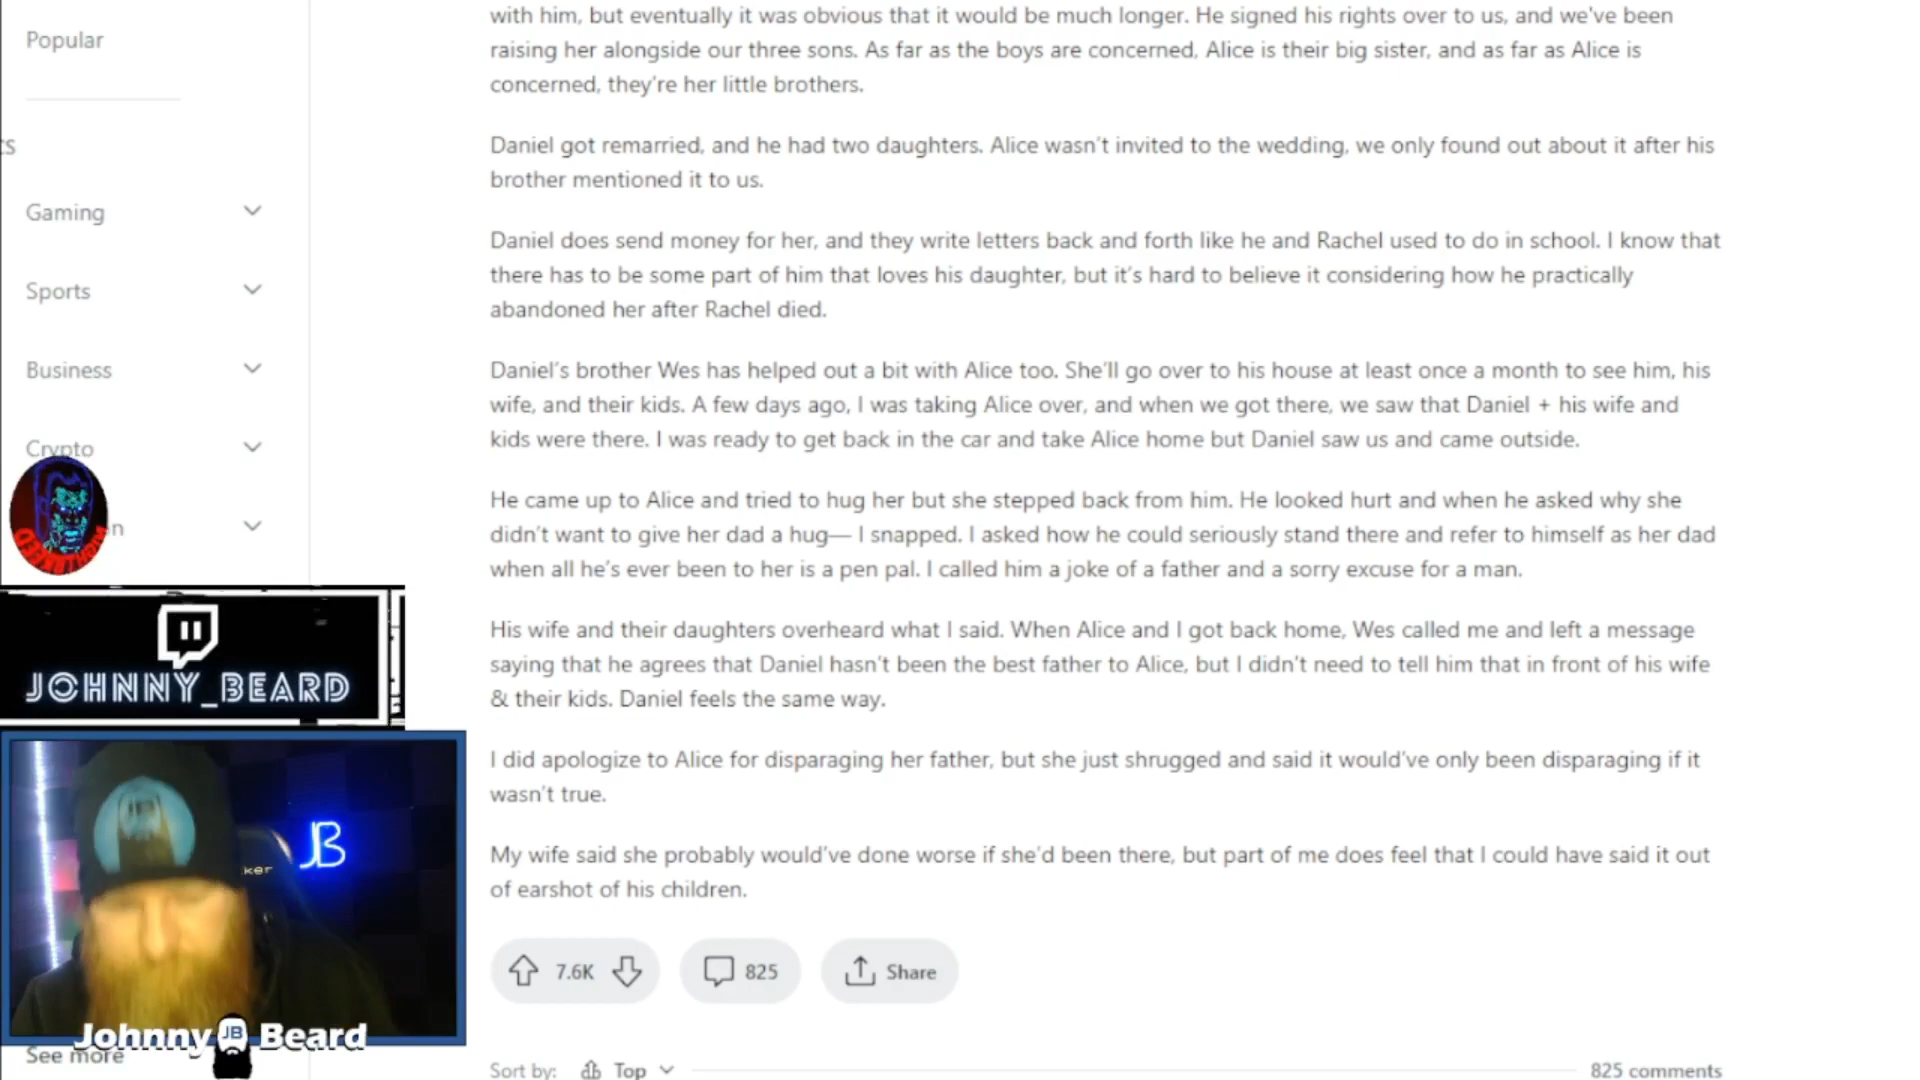 with him, but eventually it was obvious that it would be much longer. He signed his rights over to us, and we've been
raising her alongside our three sons. As far as the boys are concerned, Alice is their big sister, and as far as Alice is
concerned, they're her little brothers.
Daniel got remarried, and he had two daughters. Alice wasn't invited to the wedding, we only found out about it after his
brother mentioned it to us.
Daniel does send money for her, and they write letters back and forth like he and Rachel used to do in school. I know that
there has to be some part of him that loves his daughter, but it's hard to believe it considering how he practically
abandoned her after Rachel died.
Daniel's brother Wes has helped out a bit with Alice too. She'll go over to his house at least once a month to see him, his
wife, and their kids. A few days ago, I was taking Alice over, and when we got there, we saw that Daniel + his wife and
kids were there. I was ready to get back in the car and take Alice home but Daniel saw us and came outside.
He came up to Alice and tried to hug her but she stepped back from him. He looked hurt and when he asked why she
didn't want to give her dad a hug— I snapped. I asked how he could seriously stand there and refer to himself as her dad
when all he's ever been to her is a pen pal. I called him a joke of a father and a sorry excuse for a man.
His wife and their daughters overheard what I said. When Alice and I got back home, Wes called me and left a message
saying that he agrees that Daniel hasn't been the best father to Alice, but I didn't need to tell him that in front of his wife
& their kids. Daniel feels the same way.
I did apologize to Alice for disparaging her father, but she just shrugged and said it would've only been disparaging if it
wasn't true.
My wife said she probably would've done worse if she'd been there, but part of me does feel that I could have said it out
of earshot of his children.
7.6K 825 Share
Sort by: Top 825 comments
Popular
cs
Gaming
Sports
Business
Crypto
n
JOHNNY_BEARD
JB
ker
Johnny JB Beard
See more